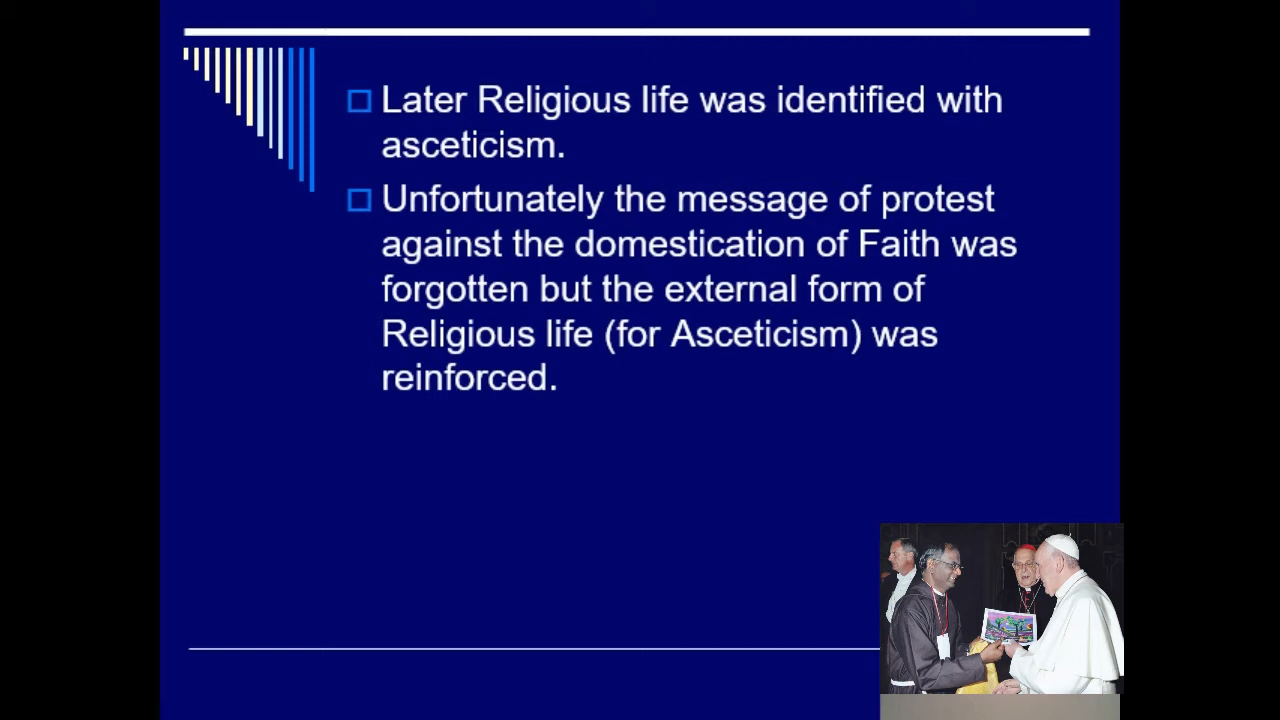 Later Religious life was identified with
asceticism.
Unfortunately the message of protest
against the domestication of Faith was
forgotten but the external form of
Religious life (for Asceticism) was
reinforced.